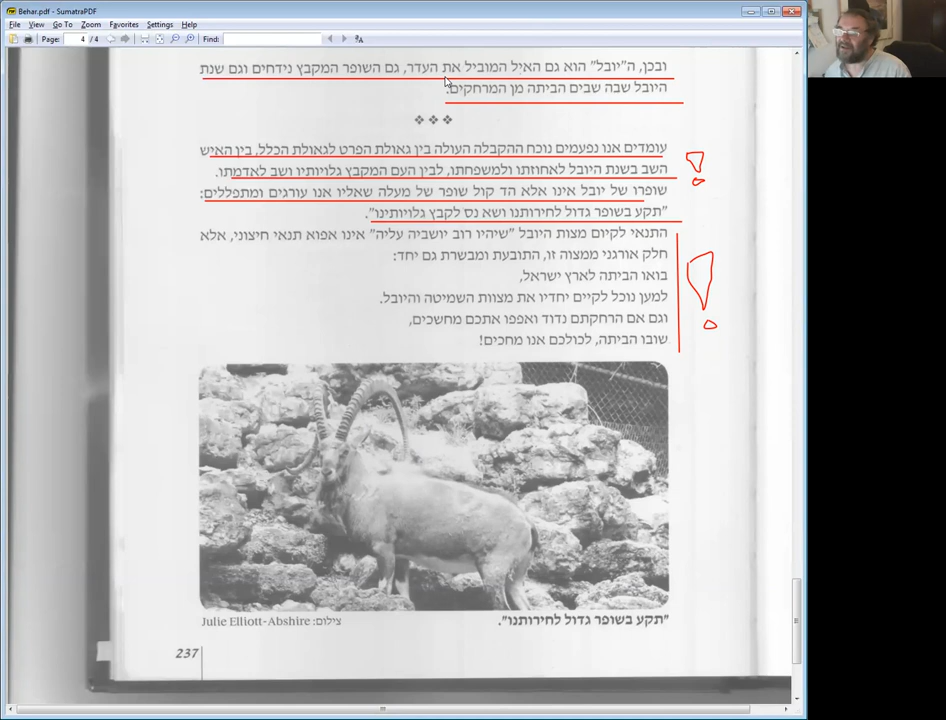 Behar.pdf - SumatraPDF
File View Go To Zoom Favorites Settings Help
Page: 4 / 4 Find:
ובכן, ה"יובל" הוא גם האיל המוביל את העדר, גם השופר המקבץ נידחים וגם שנת
היובל שבה שבים הביתה מן המרחקים.
עומדים אנו נפעמים נוכח ההקבלה העולה בין גאולת הפרט לגאולת הכלל, בין האיש
השב בשנת היובל לאחוזתו ולמשפחתו, לבין העם המקבץ גלויותיו ושב לאדמתו.
שופרו של יובל אינו אלא הד קול שופר של מעלה שאליו אנו עורגים ומתפללים:
"תקע בשופר גדול לחירותנו ושא נס לקבץ גלויותינו".
התנאי לקיום מצות היובל "שיהיו רוב יושביה עליה" אינו אפוא תנאי חיצוני, אלא
חלק אורגני ממצוה זו, התובעת ומבשרת גם יחד:
בואו הביתה לארץ ישראל,
למען נוכל לקיים יחדיו את מצוות השמיטה והיובל.
וגם אם הרחקתם נדוד ואפפו אתכם מחשכים,
שובו הביתה, לכולכם אנו מחכים!
"תקע בשופר גדול לחירותנו".
צילום: Julie Elliott-Abshire
237